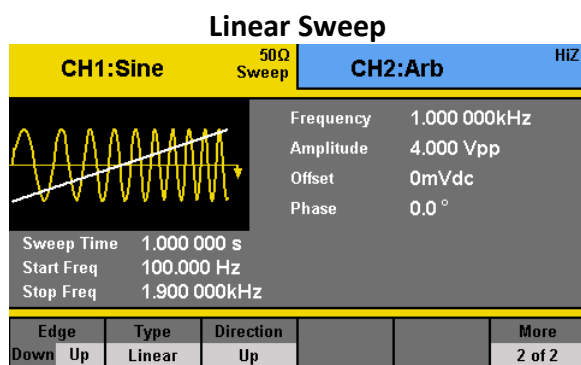 Linear Sweep
CH1:Sine
50Ω
Sweep
CH2:Arb
HiZ
Frequency 1.000 000kHz
Amplitude 4.000 Vpp
Offset 0mVdc
Phase 0.0 °
Sweep Time 1.000 000 s
Start Freq 100.000 Hz
Stop Freq 1.900 000kHz
Edge Type Direction More
Down Up Linear Up 2 of 2